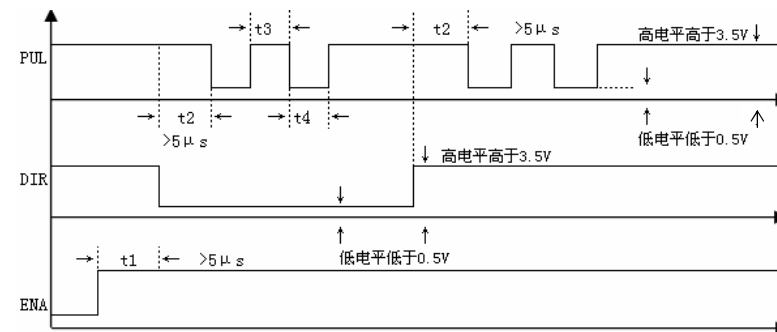 t3
t2
>5μs
高电平高于3.5V
PUL
t2
t4
>5μs
低电平低于0.5V
高电平高于3.5V
DIR
t1
>5μs
低电平低于0.5V
ENA